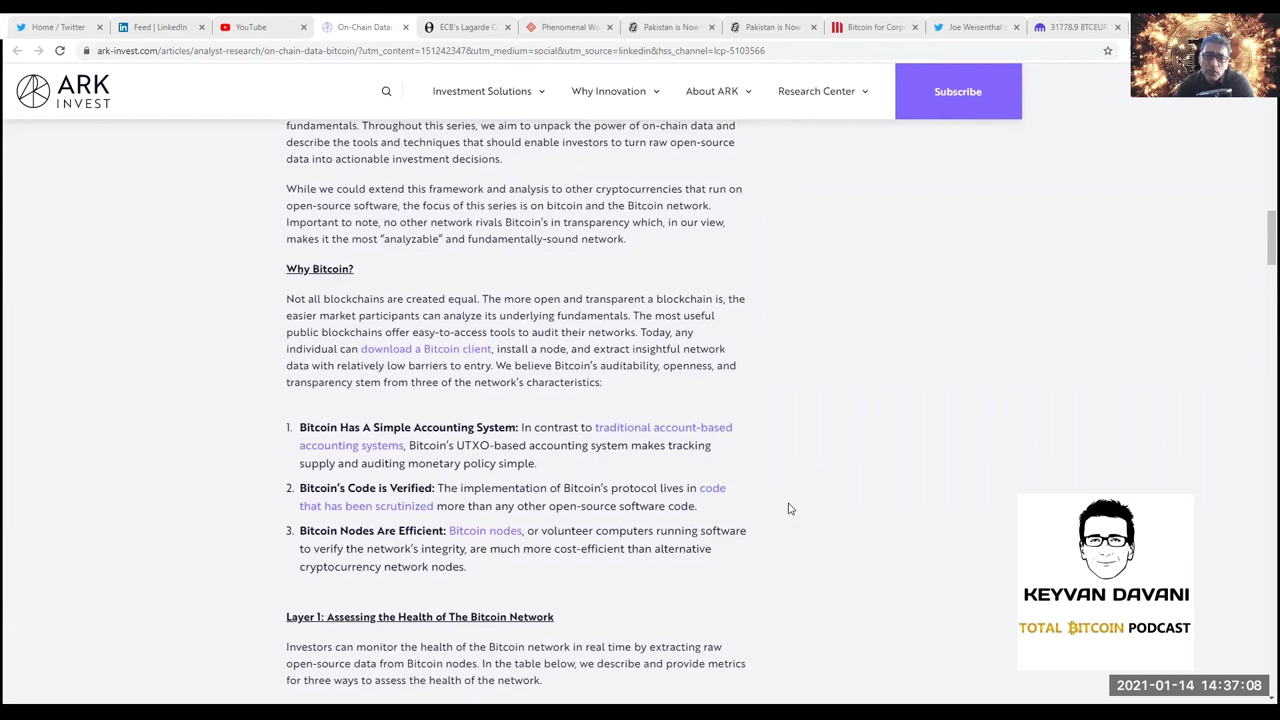 Home / Twitter
Feed | LinkedIn
YouTube
On-Chain Data:
ECB's Lagarde C
Phenomenal Wo
Pakistan is Now
Pakistan is Now
Bitcoin for Corp
Joe Weisenthal o
31778.9 BTCEUR
ark-invest.com/articles/analyst-research/on-chain-data-bitcoin/?utm_content=151242347&utm_medium=social&utm_source=linkedin&hss_channel=lcp-5103566
ARK
INVEST
Investment Solutions
Why Innovation
About ARK
Research Center
Subscribe
fundamentals. Throughout this series, we aim to unpack the power of on-chain data and
describe the tools and techniques that should enable investors to turn raw open-source
data into actionable investment decisions.
While we could extend this framework and analysis to other cryptocurrencies that run on
open-source software, the focus of this series is on bitcoin and the Bitcoin network.
Important to note, no other network rivals Bitcoin's in transparency which, in our view,
makes it the most “analyzable” and fundamentally-sound network.
Why Bitcoin?
Not all blockchains are created equal. The more open and transparent a blockchain is, the
easier market participants can analyze its underlying fundamentals. The most useful
public blockchains offer easy-to-access tools to audit their networks. Today, any
individual can download a Bitcoin client, install a node, and extract insightful network
data with relatively low barriers to entry. We believe Bitcoin's auditability, openness, and
transparency stem from three of the network's characteristics:
1. Bitcoin Has A Simple Accounting System: In contrast to traditional account-based
accounting systems, Bitcoin's UTXO-based accounting system makes tracking
supply and auditing monetary policy simple.
2. Bitcoin's Code is Verified: The implementation of Bitcoin's protocol lives in code
that has been scrutinized more than any other open-source software code.
3. Bitcoin Nodes Are Efficient: Bitcoin nodes, or volunteer computers running software
to verify the network's integrity, are much more cost-efficient than alternative
cryptocurrency network nodes.
Layer 1: Assessing the Health of The Bitcoin Network
Investors can monitor the health of the Bitcoin network in real time by extracting raw
open-source data from Bitcoin nodes. In the table below, we describe and provide metrics
for three ways to assess the health of the network.
KEYVAN DAVANI
TOTAL ₿ITCOIN PODCAST
2021-01-14 14:37:08